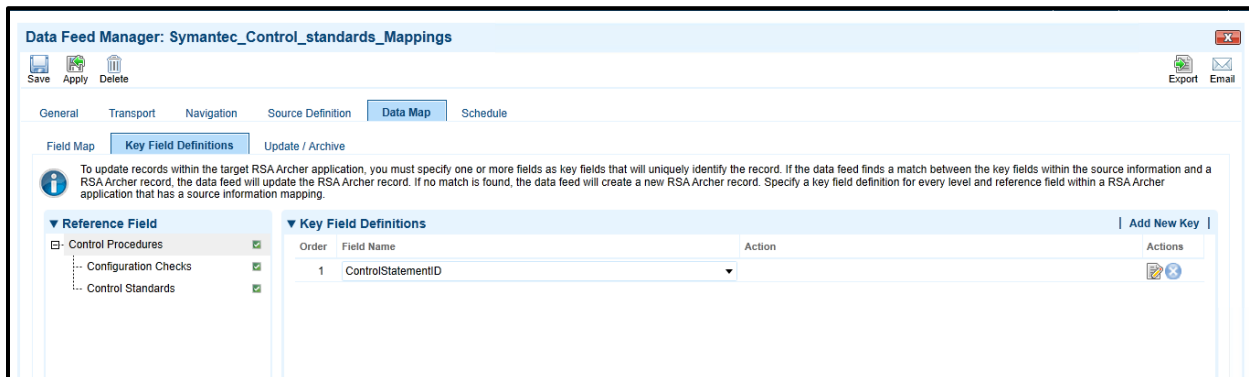 Data Feed Manager: Symantec_Control_standards_Mappings
Save Apply Delete Export Email
General Transport Navigation Source Definition Data Map Schedule
Field Map Key Field Definitions Update / Archive
To update records within the target RSA Archer application, you must specify one or more fields as key fields that will uniquely identify the record. If the data feed finds a match between the key fields within the source information and a
RSA Archer record, the data feed will update the RSA Archer record. If no match is found, the data feed will create a new RSA Archer record. Specify a key field definition for every level and reference field within a RSA Archer
application that has a source information mapping.
Reference Field
Control Procedures
Configuration Checks
Control Standards
Key Field Definitions | Add New Key |
Order Field Name Action Actions
1 ControlStatementID